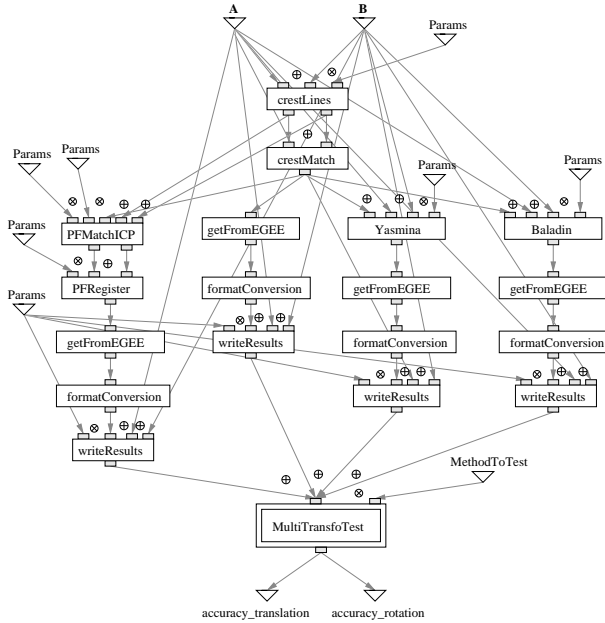 A
B
Params
crestLines
crestMatch
Params
Params
Params
Params
PFMatchICP
getFromEGEE
Yasmina
Baladin
Params
PFRegister
formatConversion
getFromEGEE
getFromEGEE
Params
getFromEGEE
writeResults
formatConversion
formatConversion
formatConversion
writeResults
writeResults
writeResults
MethodToTest
MultiTransfoTest
accuracy_translation
accuracy_rotation